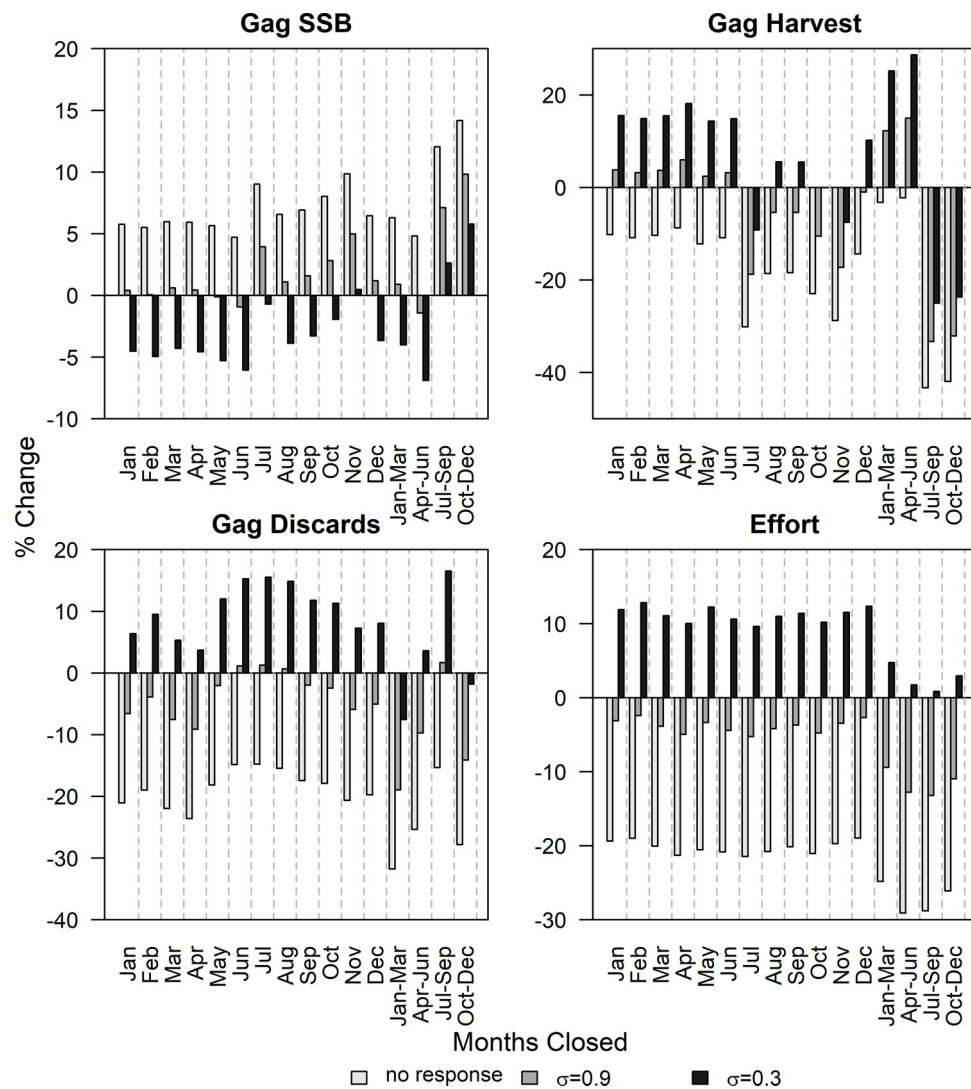 Gag SSB
20
15
10
5
0
-5
-10
Jan
Feb
Mar
Apr
May
Jun
Jul
Aug
Sep
Oct
Nov
Dec
Jan-Mar
Apr-Jun
Jul-Sep
Oct-Dec
Gag Harvest
20
0
-20
-40
Jan
Feb
Mar
Apr
May
Jun
Jul
Aug
Sep
Oct
Nov
Dec
Jan-Mar
Apr-Jun
Jul-Sep
Oct-Dec
% Change
Gag Discards
20
10
0
-10
-20
-30
-40
Jan
Feb
Mar
Apr
May
Jun
Jul
Aug
Sep
Oct
Nov
Dec
Jan-Mar
Apr-Jun
Jul-Sep
Oct-Dec
Effort
20
10
0
-10
-20
-30
Jan
Feb
Mar
Apr
May
Jun
Jul
Aug
Sep
Oct
Nov
Dec
Jan-Mar
Apr-Jun
Jul-Sep
Oct-Dec
Months Closed
no response σ=0.9 σ=0.3